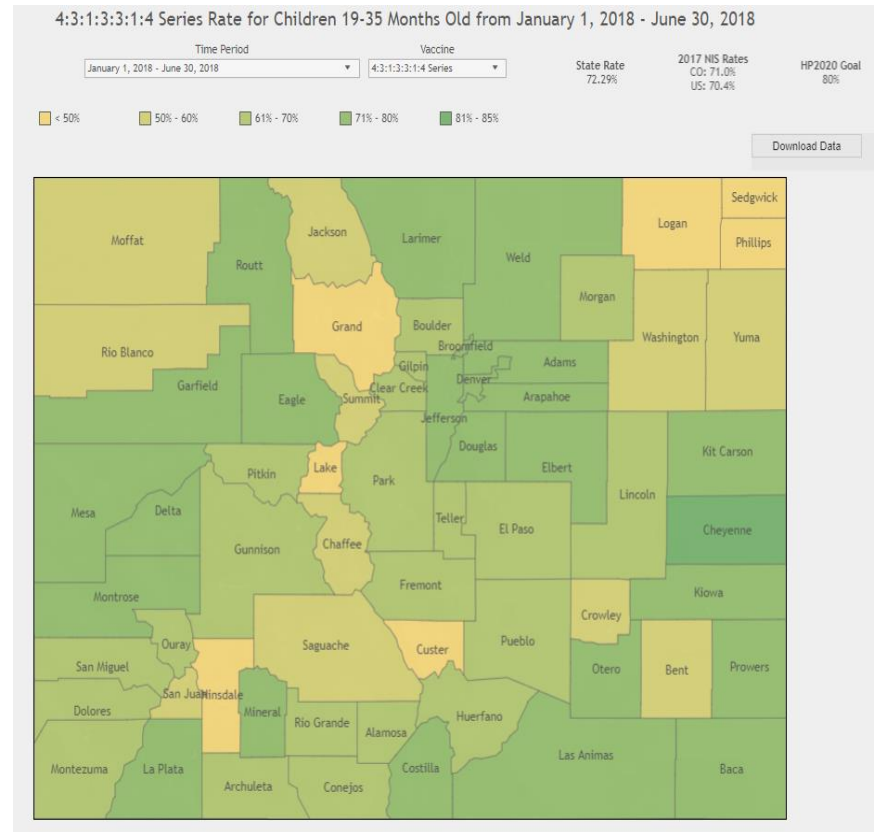 4:3:1:3:3:1:4 Series Rate for Children 19-35 Months Old from January 1, 2018 - June 30, 2018
Time Period
Vaccine
January 1, 2018 - June 30, 2018
4:3:1:3:3:1:4 Series
State Rate
72.29%
2017 NIS Rates
CO: 71.0%
US: 70.4%
HP2020 Goal
80%
< 50%
50% - 60%
61% - 70%
71% - 80%
81% - 85%
Download Data
Sedgwick
Logan
Phillips
Moffat
Jackson
Larimer
Weld
Routt
Morgan
Grand
Boulder
Washington
Yuma
Rio Blanco
Broomfield
Gilpin
Adams
Garfield
Clear Creek
Denver
Eagle
Summit
Arapahoe
Jefferson
Douglas
Kit Carson
Pitkin
Lake
Park
Elbert
Lincoln
Mesa
Delta
Teller
El Paso
Cheyenne
Gunnison
Chaffee
Fremont
Kiowa
Montrose
Crowley
Ouray
Saguache
Custer
Pueblo
San Miguel
Otero
Bent
Prowers
San Juan
Hinsdale
Dolores
Mineral
Rio Grande
Alamosa
Huerfano
Montezuma
La Plata
Costilla
Las Animas
Baca
Archuleta
Conejos